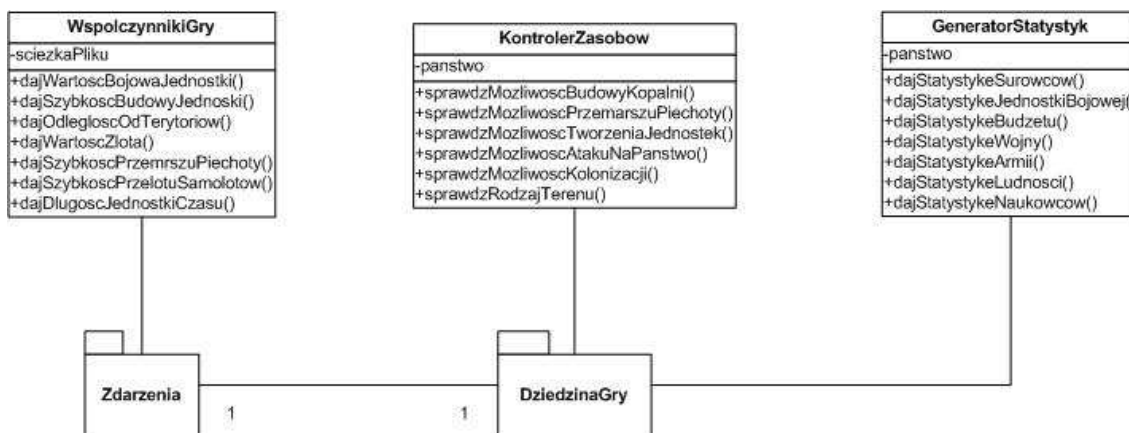 WspolczynnikiGry
-sciezkaPliku
+dajWartoscBojowaJednostki()
+dajSzybkoscBudowyJednoski()
+dajOdlegloscOdTerytoriow()
+dajWartoscZlota()
+dajSzybkoscPrzemrszuPiechoty()
+dajSzybkoscPrzelotuSamolotow()
+dajDlugoscJednostkiCzasu()
KontrolerZasobow
-panstwo
+sprawdzMozliwoscBudowyKopalni()
+sprawdzMozliwoscPrzemarszuPiechoty()
+sprawdzMozliwoscTworzeniaJednostek()
+sprawdzMozliwoscAtakuNaPanstwo()
+sprawdzMozliwoscKolonizacji()
+sprawdzRodzajTerenu()
GeneratorStatystyk
-panstwo
+dajStatystykeSurowcow()
+dajStatystykeJednostkiBojowej()
+dajStatystykeBudzetu()
+dajStatystykeWojny()
+dajStatystykeArmii()
+dajStatystykeLudnosci()
+dajStatystykeNaukowcow()
Zdarzenia
1
1
DziedzinaGry